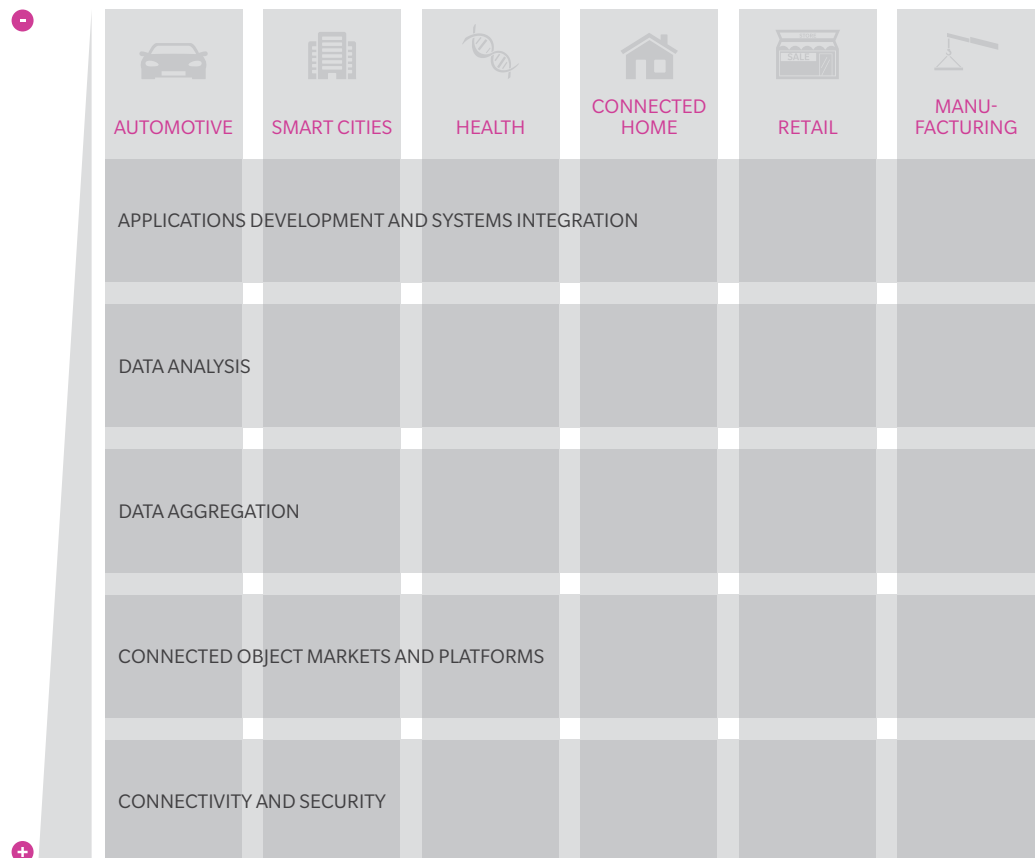 -
AUTOMOTIVE
SMART CITIES
HEALTH
CONNECTED
HOME
RETAIL
MANU-
FACTURING
SALE
APPLICATIONS DEVELOPMENT AND SYSTEMS INTEGRATION
DATA ANALYSIS
DATA AGGREGATION
CONNECTED OBJECT MARKETS AND PLATFORMS
CONNECTIVITY AND SECURITY
+